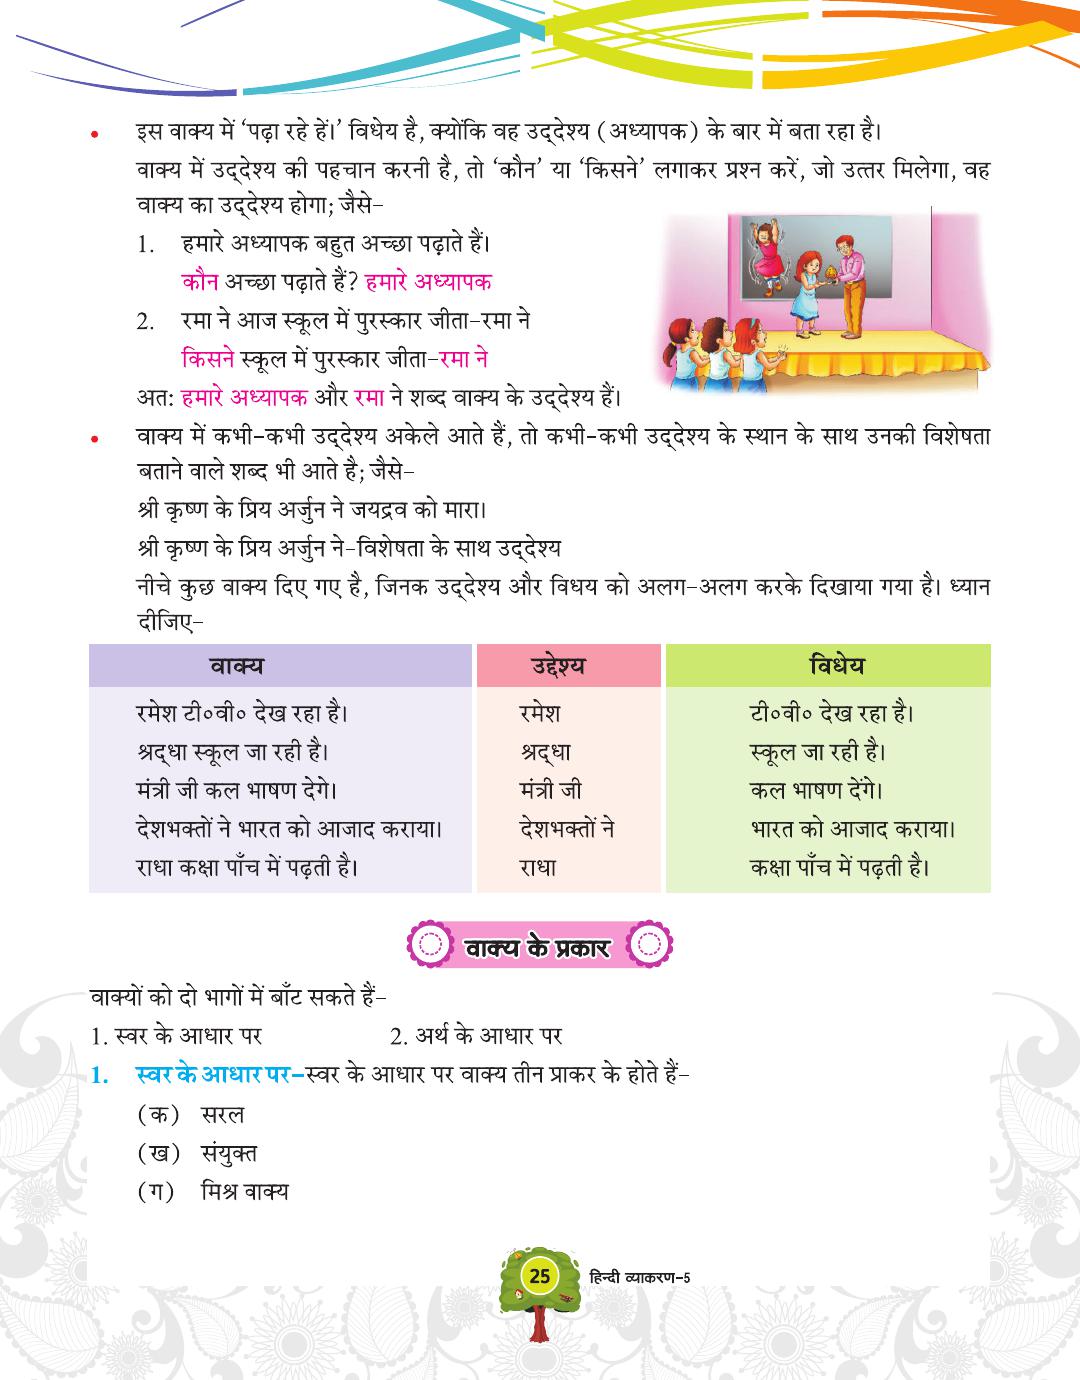 • इस वाक्य में ‘पढ़ा रहे हें।’ विधेय है, क्योंकि वह उद्‌देश्य (अध्यापक) के बार में बता रहा है।
वाक्य में उद्‌देश्य की पहचान करनी है, तो ‘कौन’ या ‘किसने’ लगाकर प्रश्न करें, जो उत्तर मिलेगा, वह
वाक्य का उद्‌देश्य होगा; जैसे–
1. हमारे अध्यापक बहुत अच्छा पढ़ाते हैं।
कौन अच्छा पढ़ाते हैं? हमारे अध्यापक
2. रमा ने आज स्कूल में पुरस्कार जीता–रमा ने
किसने स्कूल में पुरस्कार जीता–रमा ने
अत: हमारे अध्यापक और रमा ने शब्द वाक्य के उद्‌देश्य हैं।
• वाक्य में कभी–कभी उद्‌देश्य अकेले आते हैं, तो कभी–कभी उद्‌देश्य के स्थान के साथ उनकी विशेषता
बताने वाले शब्द भी आते है; जैसे–
श्री कृष्ण के प्रिय अर्जुन ने जयद्रव को मारा।
श्री कृष्ण के प्रिय अर्जुन ने–विशेषता के साथ उद्‌देश्य
नीचे कुछ वाक्य दिए गए है, जिनक उद्‌देश्य और विधय को अलग–अलग करके दिखाया गया है। ध्यान
दीजिए–
वाक्य उद्देश्य विधेय
रमेश टी०वी० देख रहा है। रमेश टी०वी० देख रहा है।
श्रद्‌धा स्कूल जा रही है। श्रद्‌धा स्कूल जा रही है।
मंत्री जी कल भाषण देगे। मंत्री जी कल भाषण देंगे।
देशभक्तों ने भारत को आजाद कराया। देशभक्तों ने भारत को आजाद कराया।
राधा कक्षा पाँच में पढ़ती है। राधा कक्षा पाँच में पढ़ती है।
वाक्य के प्रकार
वाक्यों को दो भागों में बाँट सकते हैं–
1. स्वर के आधार पर 2. अर्थ के आधार पर
1. स्वर के आधार पर–स्वर के आधार पर वाक्य तीन प्राकर के होते हैं–
(क) सरल
(ख) संयुक्त
(ग) मिश्र वाक्य
25 हिन्दी व्याकरण–5